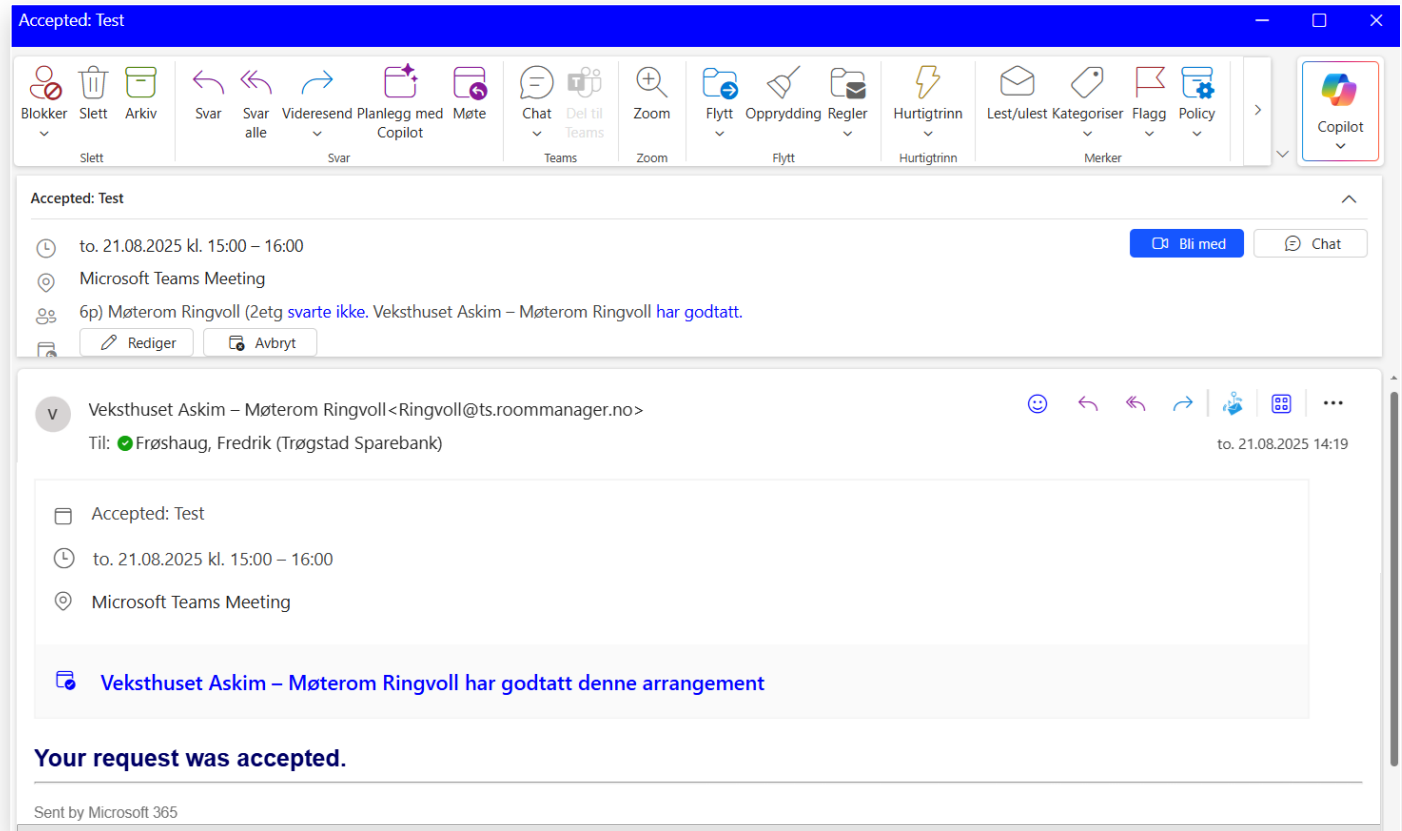 Accepted: Test
Blokker Slett Arkiv Svar Svar alle Videresend Planlegg med Copilot Møte Chat Del til Teams Zoom Flytt Opprydding Regler Hurtigtrinn Lest/ulest Kategoriser Flagg Policy Copilot
Slett Svar Teams Zoom Flytt Hurtigtrinn Merker
Accepted: Test
to. 21.08.2025 kl. 15:00 – 16:00
Bli med Chat
Microsoft Teams Meeting
6p) Møterom Ringvoll (2etg svarte ikke. Veksthuset Askim – Møterom Ringvoll har godtatt.
Rediger Avbryt
V
Veksthuset Askim – Møterom Ringvoll<Ringvoll@ts.roommanager.no>
Til: Frøshaug, Fredrik (Trøgstad Sparebank)
to. 21.08.2025 14:19
Accepted: Test
to. 21.08.2025 kl. 15:00 – 16:00
Microsoft Teams Meeting
Veksthuset Askim – Møterom Ringvoll har godtatt denne arrangement
Your request was accepted.
Sent by Microsoft 365